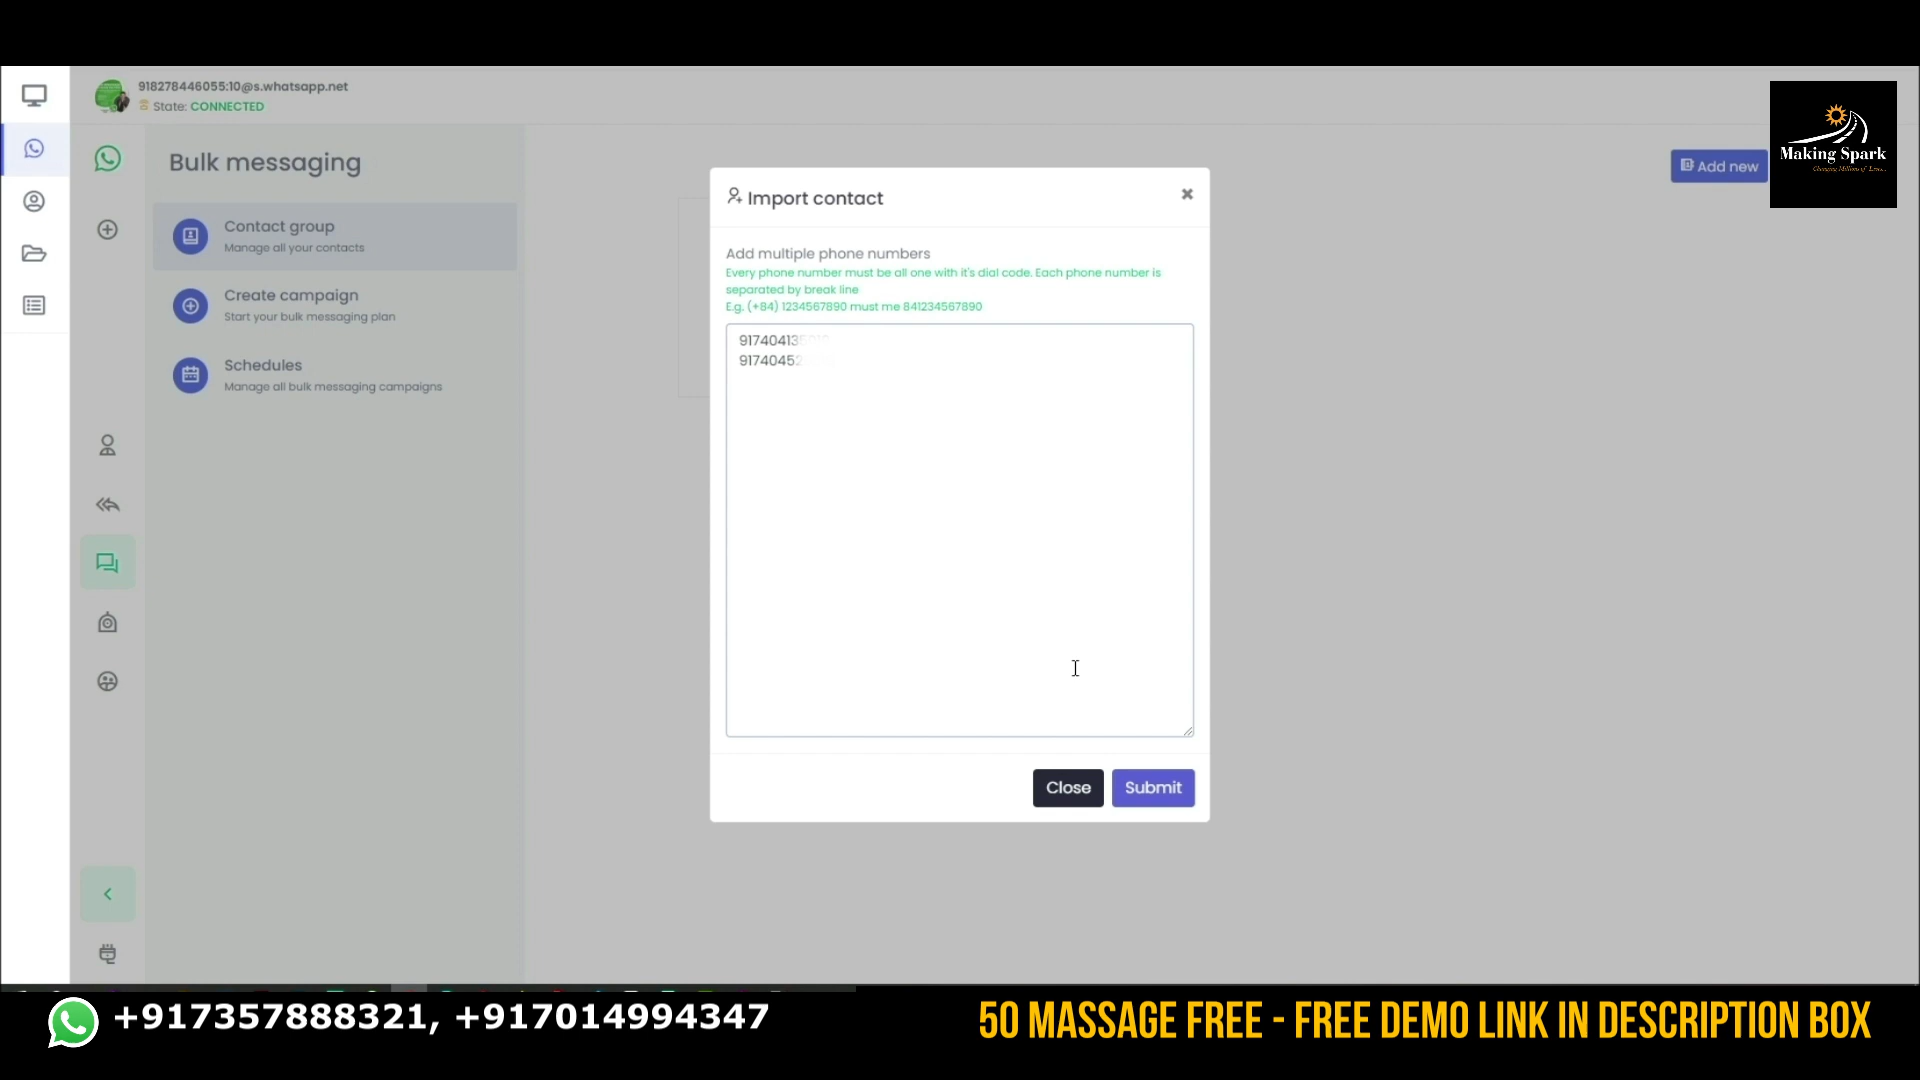 918278446055:10@s.whatsapp.net
State: CONNECTED
Bulk messaging
Contact group
Manage all your contacts
Create campaign
Start your bulk messaging plan
Schedules
Manage all bulk messaging campaigns
Import contact
Add multiple phone numbers
Every phone number must be all one with it's dial code. Each phone number is
separated by break line
E.g. (+84) 1234567890 must me 841234567890
Close
Submit
Add new
Making Spark
+917357888321, +917014994347
50 MASSAGE FREE - FREE DEMO LINK IN DESCRIPTION BOX